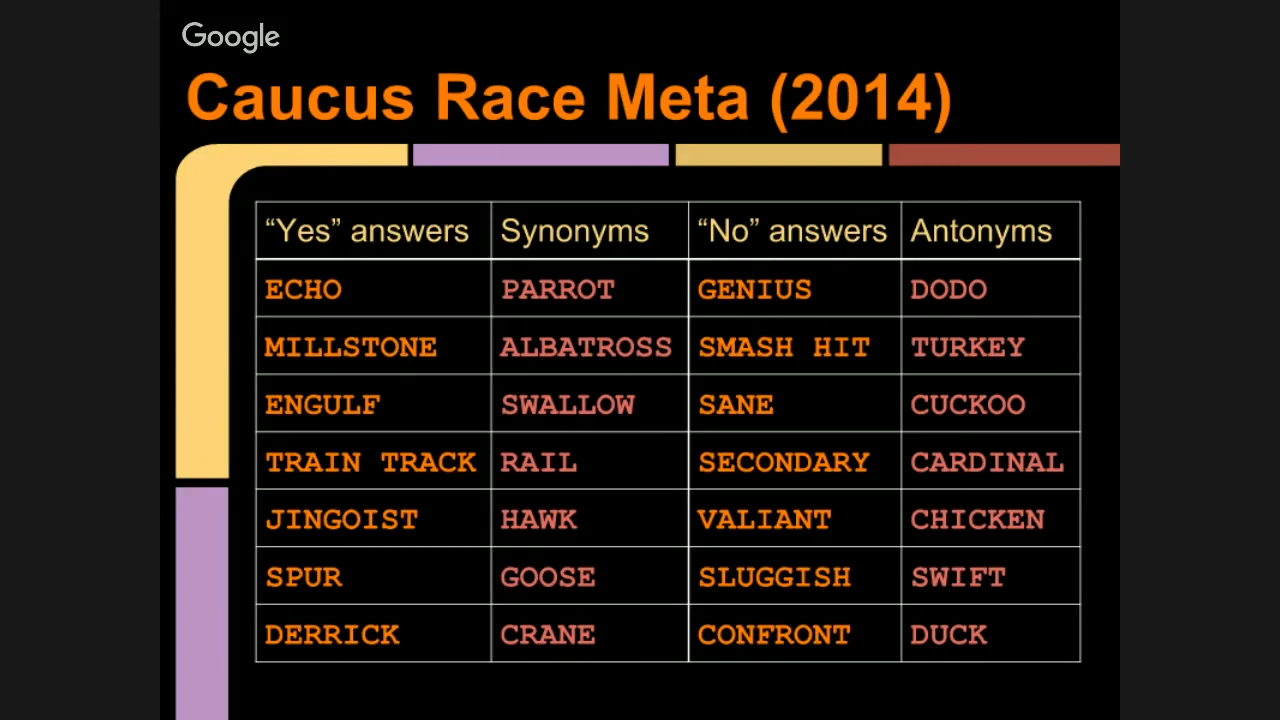 Google
Caucus Race Meta (2014)
“Yes” answers Synonyms “No” answers Antonyms
ECHO PARROT GENIUS DODO
MILLSTONE ALBATROSS SMASH HIT TURKEY
ENGULF SWALLOW SANE CUCKOO
TRAIN TRACK RAIL SECONDARY CARDINAL
JINGOIST HAWK VALIANT CHICKEN
SPUR GOOSE SLUGGISH SWIFT
DERRICK CRANE CONFRONT DUCK